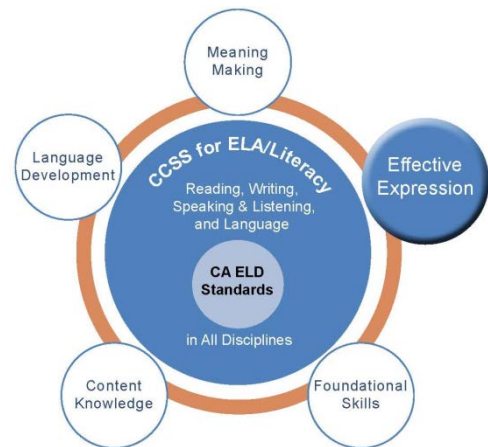 Meaning
Making
Language
Development
Effective
Expression
CCSS for ELA/Literacy
Reading, Writing,
Speaking & Listening,
and Language
CA ELD
Standards
in All Disciplines
Content
Knowledge
Foundational
Skills